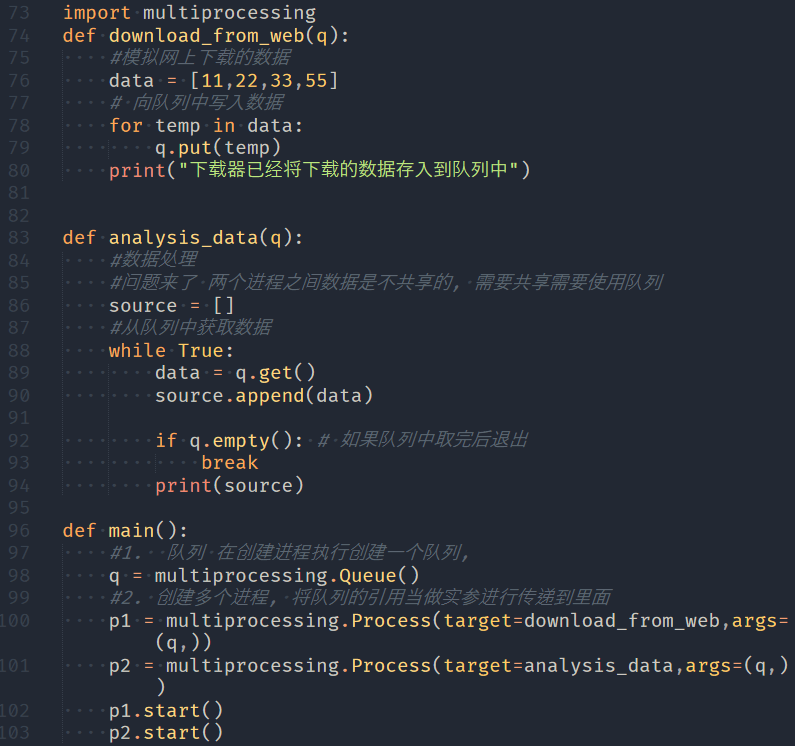 73 import multiprocessing
74 def download_from_web(q):
75     #模拟网上下载的数据
76     data = [11,22,33,55]
77     # 向队列中写入数据
78     for temp in data:
79         q.put(temp)
80     print("下载器已经将下载的数据存入到队列中")
81
82
83 def analysis_data(q):
84     #数据处理
85     #问题来了 两个进程之间数据是不共享的, 需要共享需要使用队列
86     source = []
87     #从队列中获取数据
88     while True:
89         data = q.get()
90         source.append(data)
91
92         if q.empty(): # 如果队列中取完后退出
93             break
94         print(source)
95
96 def main():
97     #1.  队列 在创建进程执行创建一个队列,
98     q = multiprocessing.Queue()
99     #2. 创建多个进程, 将队列的引用当做实参进行传递到里面
100     p1 = multiprocessing.Process(target=download_from_web,args=
(q,))
101     p2 = multiprocessing.Process(target=analysis_data,args=(q,)
)
102     p1.start()
103     p2.start()